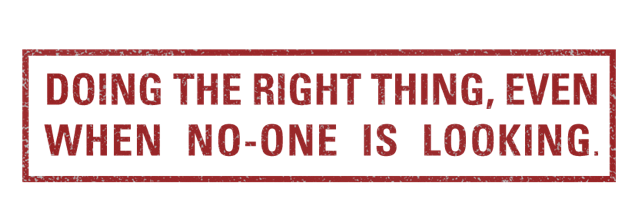 DOING THE RIGHT THING, EVEN
WHEN NO-ONE IS LOOKING.